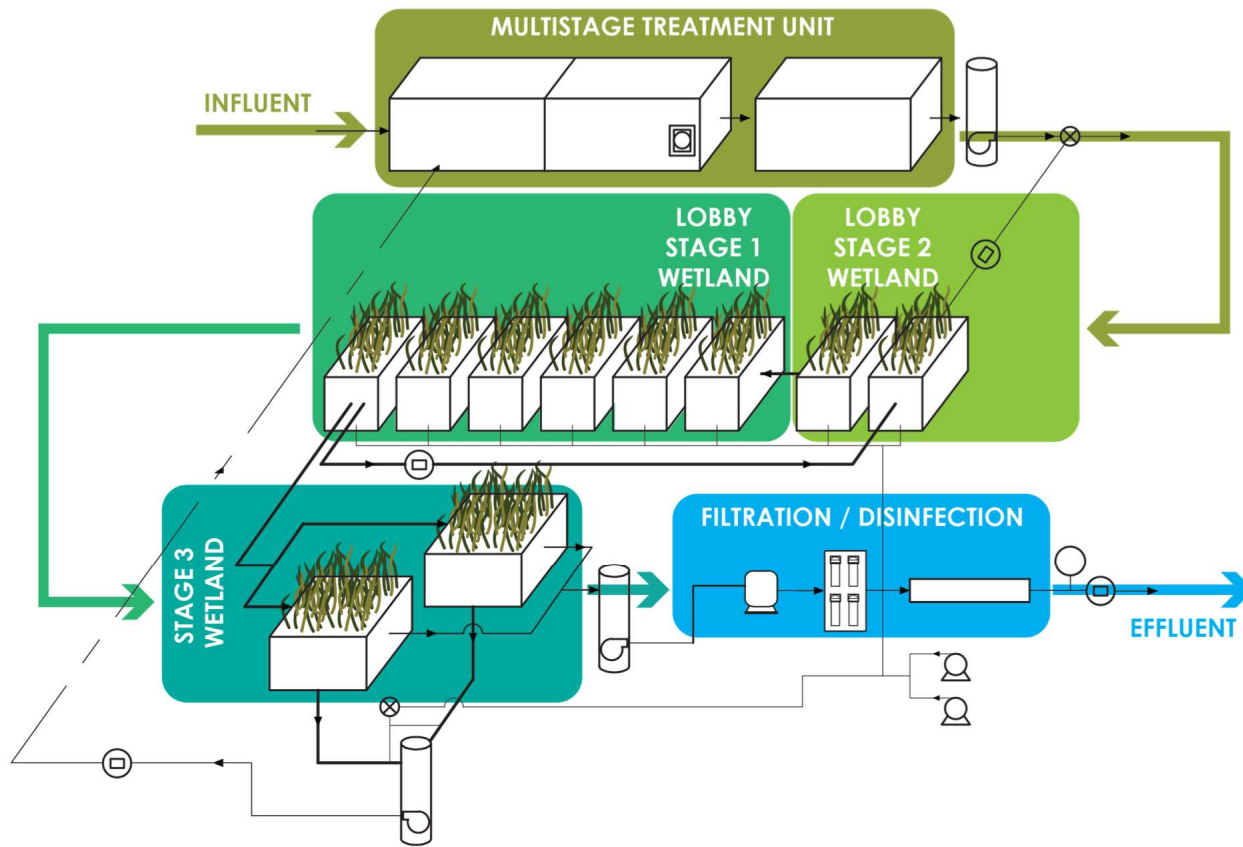 MULTISTAGE TREATMENT UNIT
INFLUENT
LOBBY
STAGE 1
WETLAND
LOBBY
STAGE 2
WETLAND
STAGE 3
WETLAND
FILTRATION / DISINFECTION
EFFLUENT